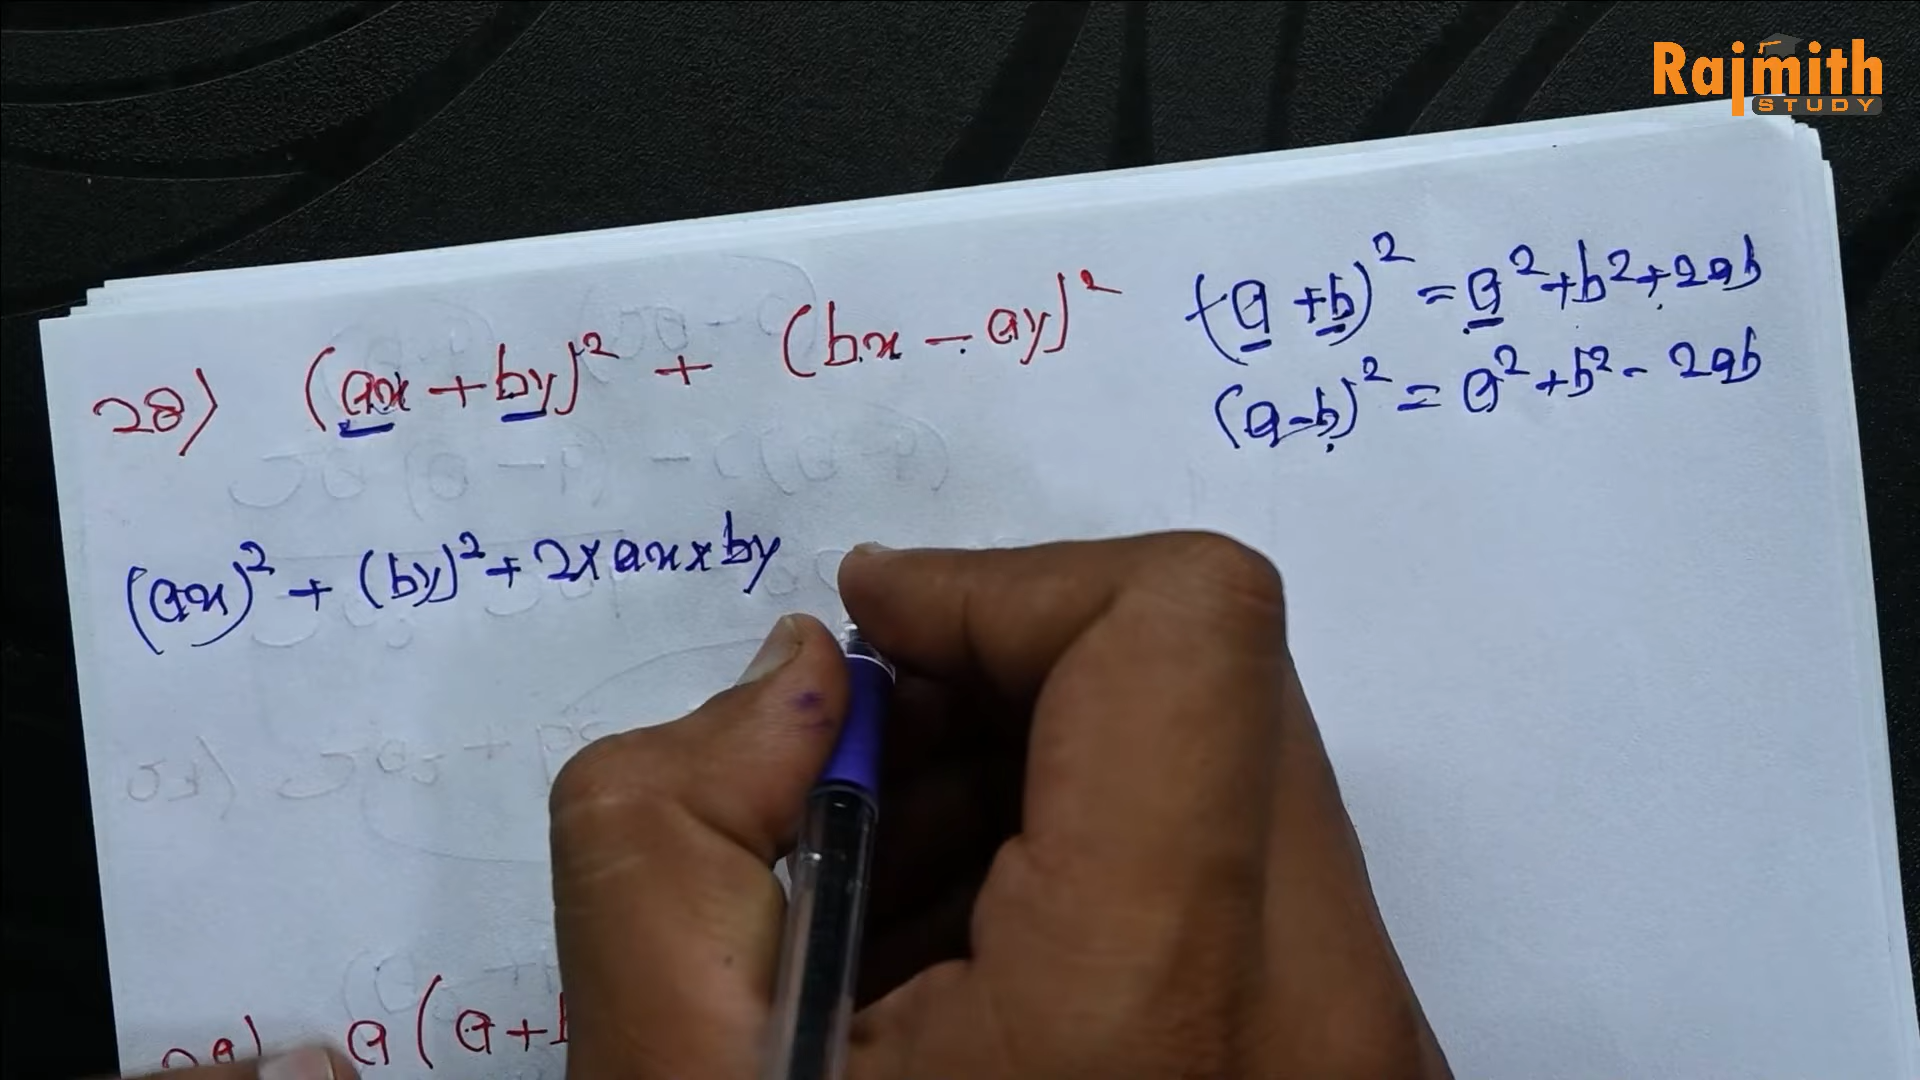 Rajmith
STUDY
28) (ax + by)² + (bx - ay)²
(a + b)² = a² + b² + 2ab
(a - b)² = a² + b² - 2ab
(ax)² + (by)² + 2 × ax × by
a (a + b